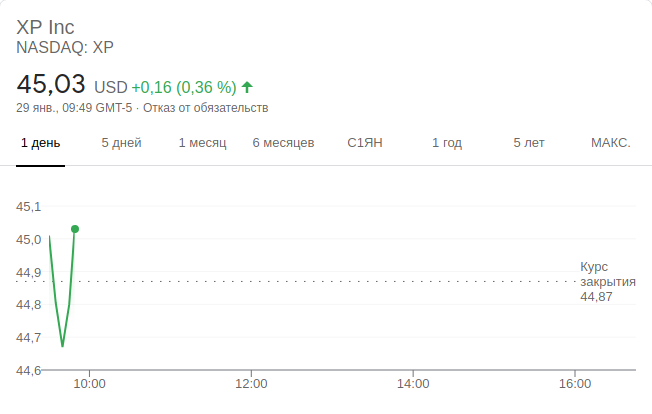 XP Inc
NASDAQ: XP
45,03 USD +0,16 (0,36 %)
29 янв., 09:49 GMT-5 · Отказ от обязательств
1 день 5 дней 1 месяц 6 месяцев С1ЯН 1 год 5 лет МАКС.
45,1
45,0
44,9
44,8
44,7
44,6
Курс
закрытия
44,87
10:00 12:00 14:00 16:00